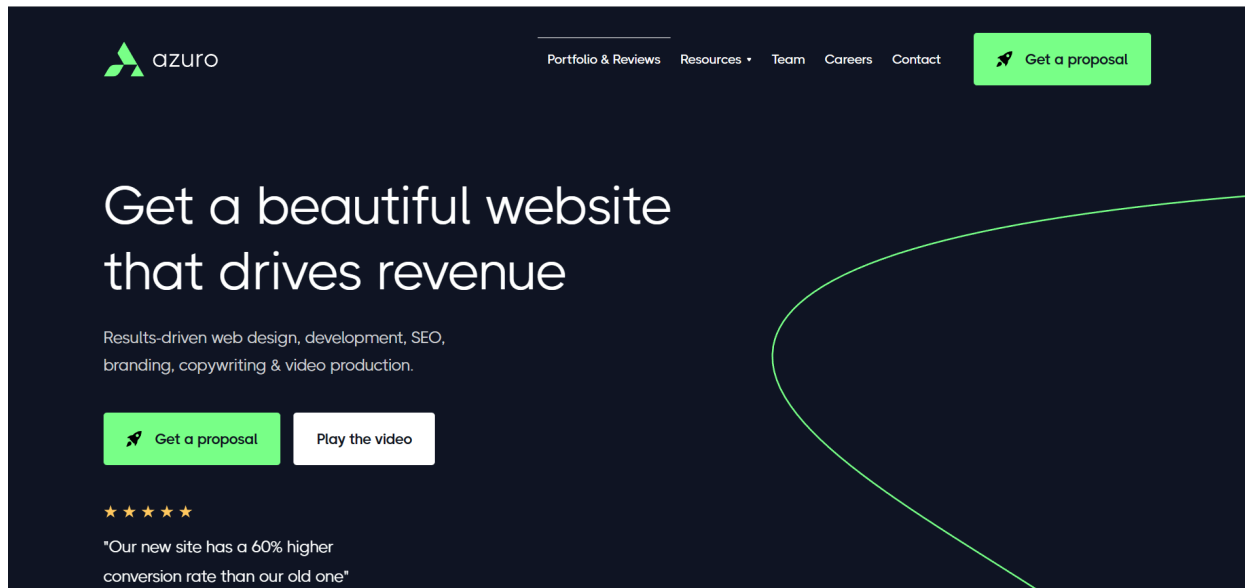 azuro
Portfolio & Reviews
Resources
Team
Careers
Contact
Get a proposal
Get a beautiful website
that drives revenue
Results-driven web design, development, SEO,
branding, copywriting & video production.
Get a proposal
Play the video
"Our new site has a 60% higher
conversion rate than our old one"